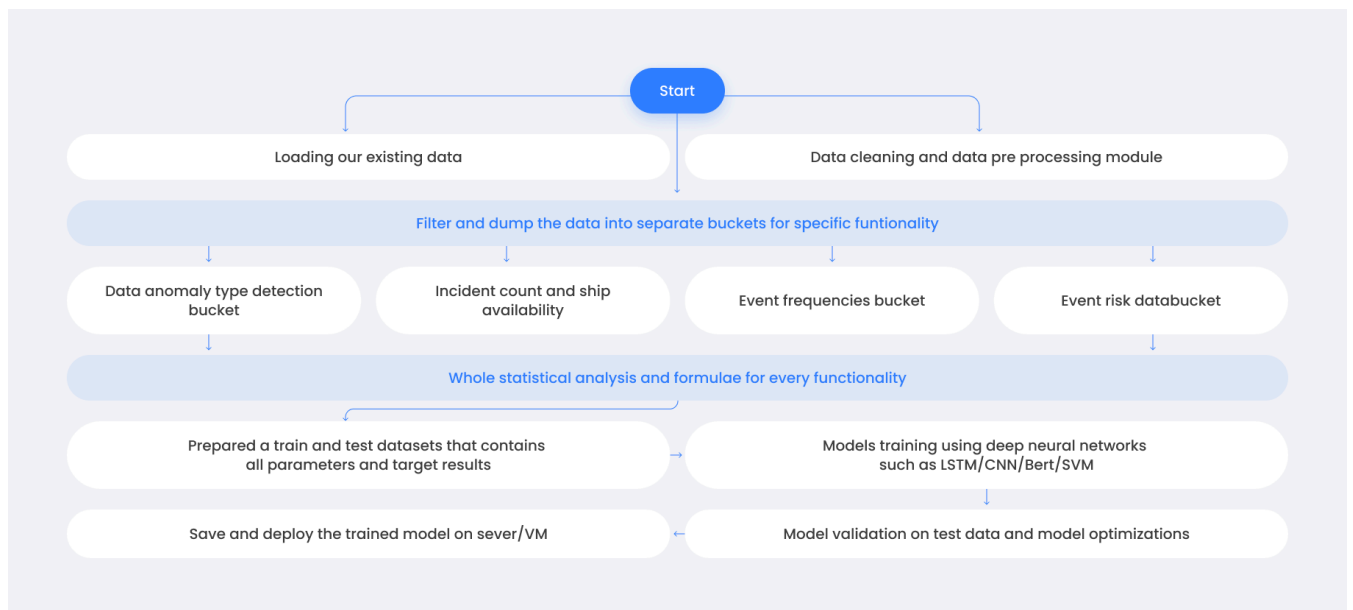 Start
Loading our existing data
Data cleaning and data pre processing module
Filter and dump the data into separate buckets for specific funtionality
Data anomaly type detection
bucket
Incident count and ship
availability
Event frequencies bucket
Event risk databucket
Whole statistical analysis and formulae for every functionality
Prepared a train and test datasets that contains
all parameters and target results
Models training using deep neural networks
such as LSTM/CNN/Bert/SVM
Save and deploy the trained model on sever/VM
Model validation on test data and model optimizations